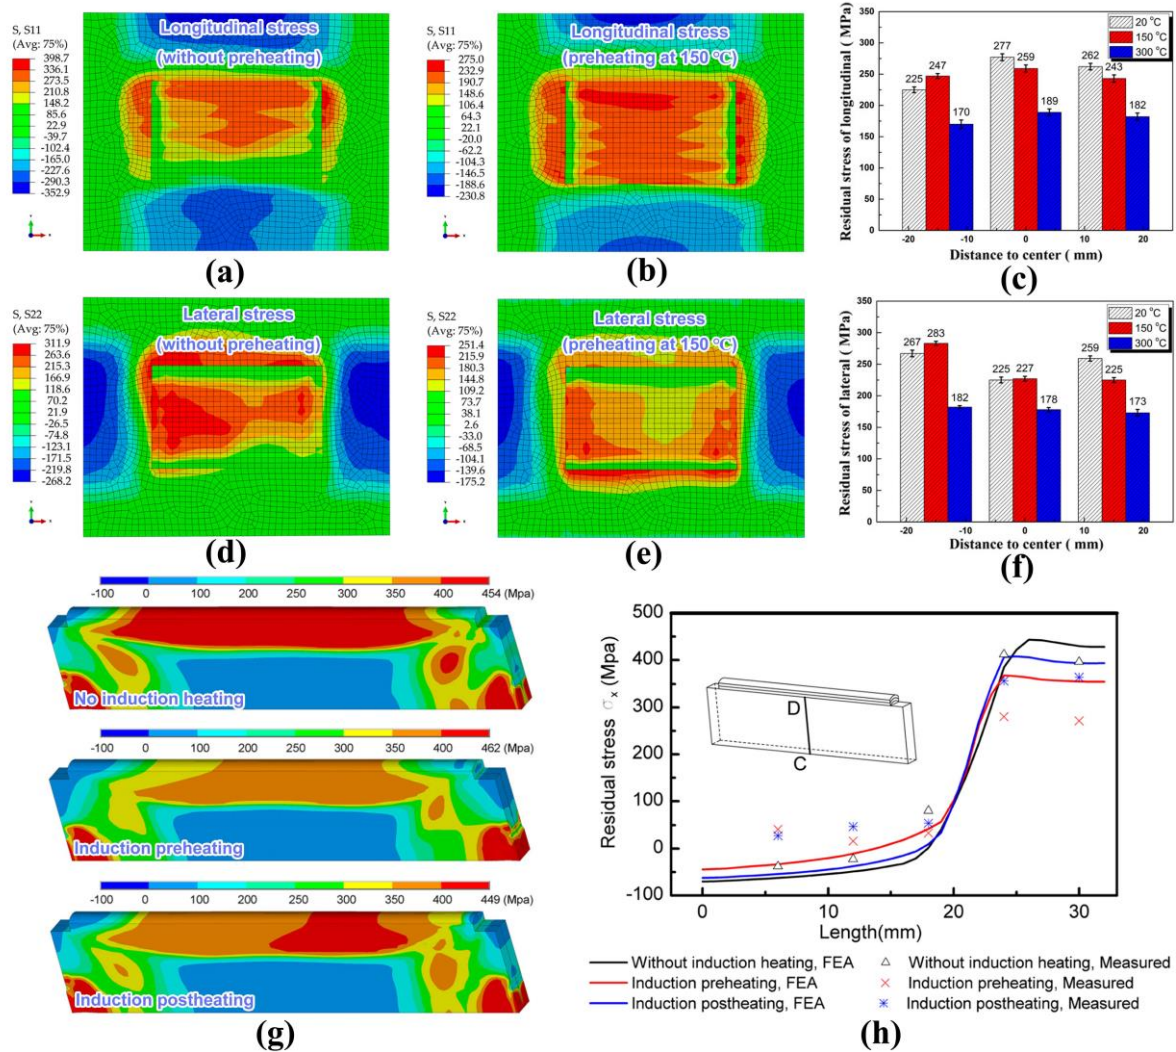 S, S11
(Avg: 75%)
398.7
336.1
273.5
210.8
148.2
85.6
22.9
-39.7
-102.4
-165.0
-227.6
-290.3
-352.9
Longitudinal stress
(without preheating)
(a)
S, S11
(Avg: 75%)
275.0
232.9
190.7
148.6
106.4
64.3
22.1
-20.0
-62.2
-104.3
-146.5
-188.6
-230.8
Longitudinal stress
(preheating at 150 °C)
(b)
Residual stress of longitudinal ( MPa)
350
300
250
200
150
100
50
0
20 °C
150 °C
300 °C
225
247
170
277
259
189
262
243
182
-20
-10
0
10
20
Distance to center ( mm)
(c)
S, S22
(Avg: 75%)
311.9
263.6
215.3
166.9
118.6
70.2
21.9
-26.5
-74.8
-123.1
-171.5
-219.8
-268.2
Lateral stress
(without preheating)
(d)
S, S22
(Avg: 75%)
251.4
215.9
180.3
144.8
109.2
73.7
38.1
2.6
-33.0
-68.5
-104.1
-139.6
-175.2
Lateral stress
(preheating at 150 °C)
(e)
Residual stress of lateral ( MPa)
350
300
250
200
150
100
50
0
20 °C
150 °C
300 °C
267
283
182
225
227
178
259
225
173
-20
-10
0
10
20
Distance to center ( mm)
(f)
-100 0 100 200 250 300 350 400 454 (Mpa)
No induction heating
-100 0 100 200 250 300 350 400 462 (Mpa)
Induction preheating
-100 0 100 200 250 300 350 400 449 (Mpa)
Induction postheating
(g)
Residual stress σx (Mpa)
500
400
300
200
100
0
-100
D
C
0 10 20 30
Length(mm)
Without induction heating, FEA
Induction preheating, FEA
Induction postheating, FEA
Without induction heating, Measured
Induction preheating, Measured
Induction postheating, Measured
(h)